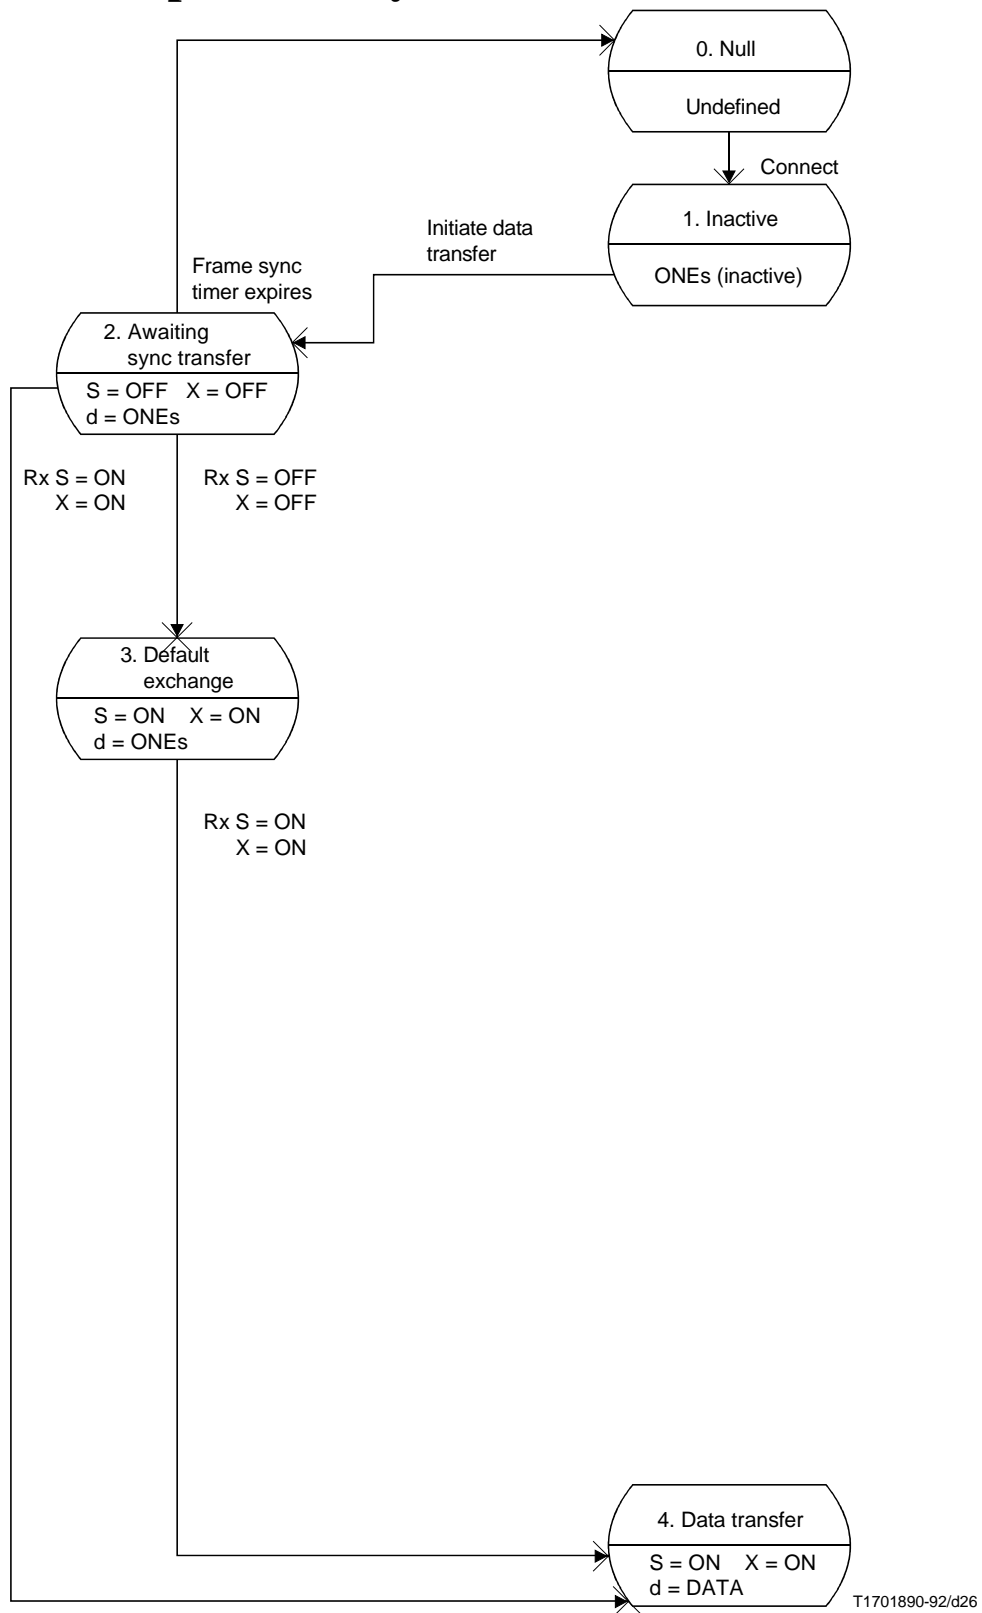 0. Null
Undefined
Connect
1. Inactive
ONEs (inactive)
Initiate data
transfer
Frame sync
timer expires
2. Awaiting
sync transfer
S = OFF X = OFF
d = ONEs
Rx S = ON
X = ON
Rx S = OFF
X = OFF
3. Default
exchange
S = ON X = ON
d = ONEs
Rx S = ON
X = ON
4. Data transfer
S = ON X = ON
d = DATA
T1701890-92/d26